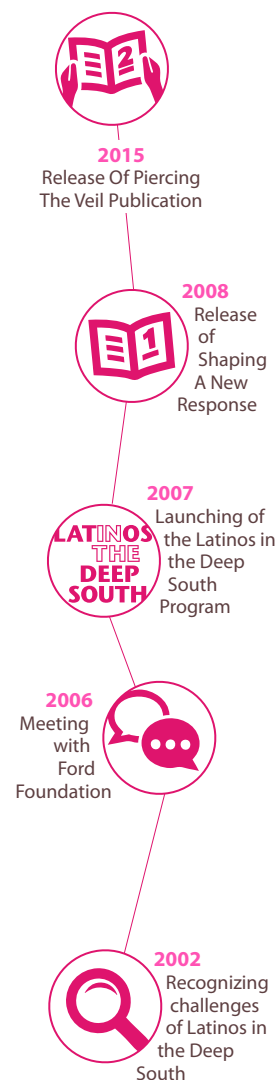 2
2015
Release Of Piercing
The Veil Publication
2008
Release
of
Shaping
A New
Response
1
2007
Launching of
the Latinos in
the Deep
South
Program
LATINOS
THE
DEEP
SOUTH
2006
Meeting
with
Ford
Foundation
2002
Recognizing
challenges
of Latinos in
the Deep
South